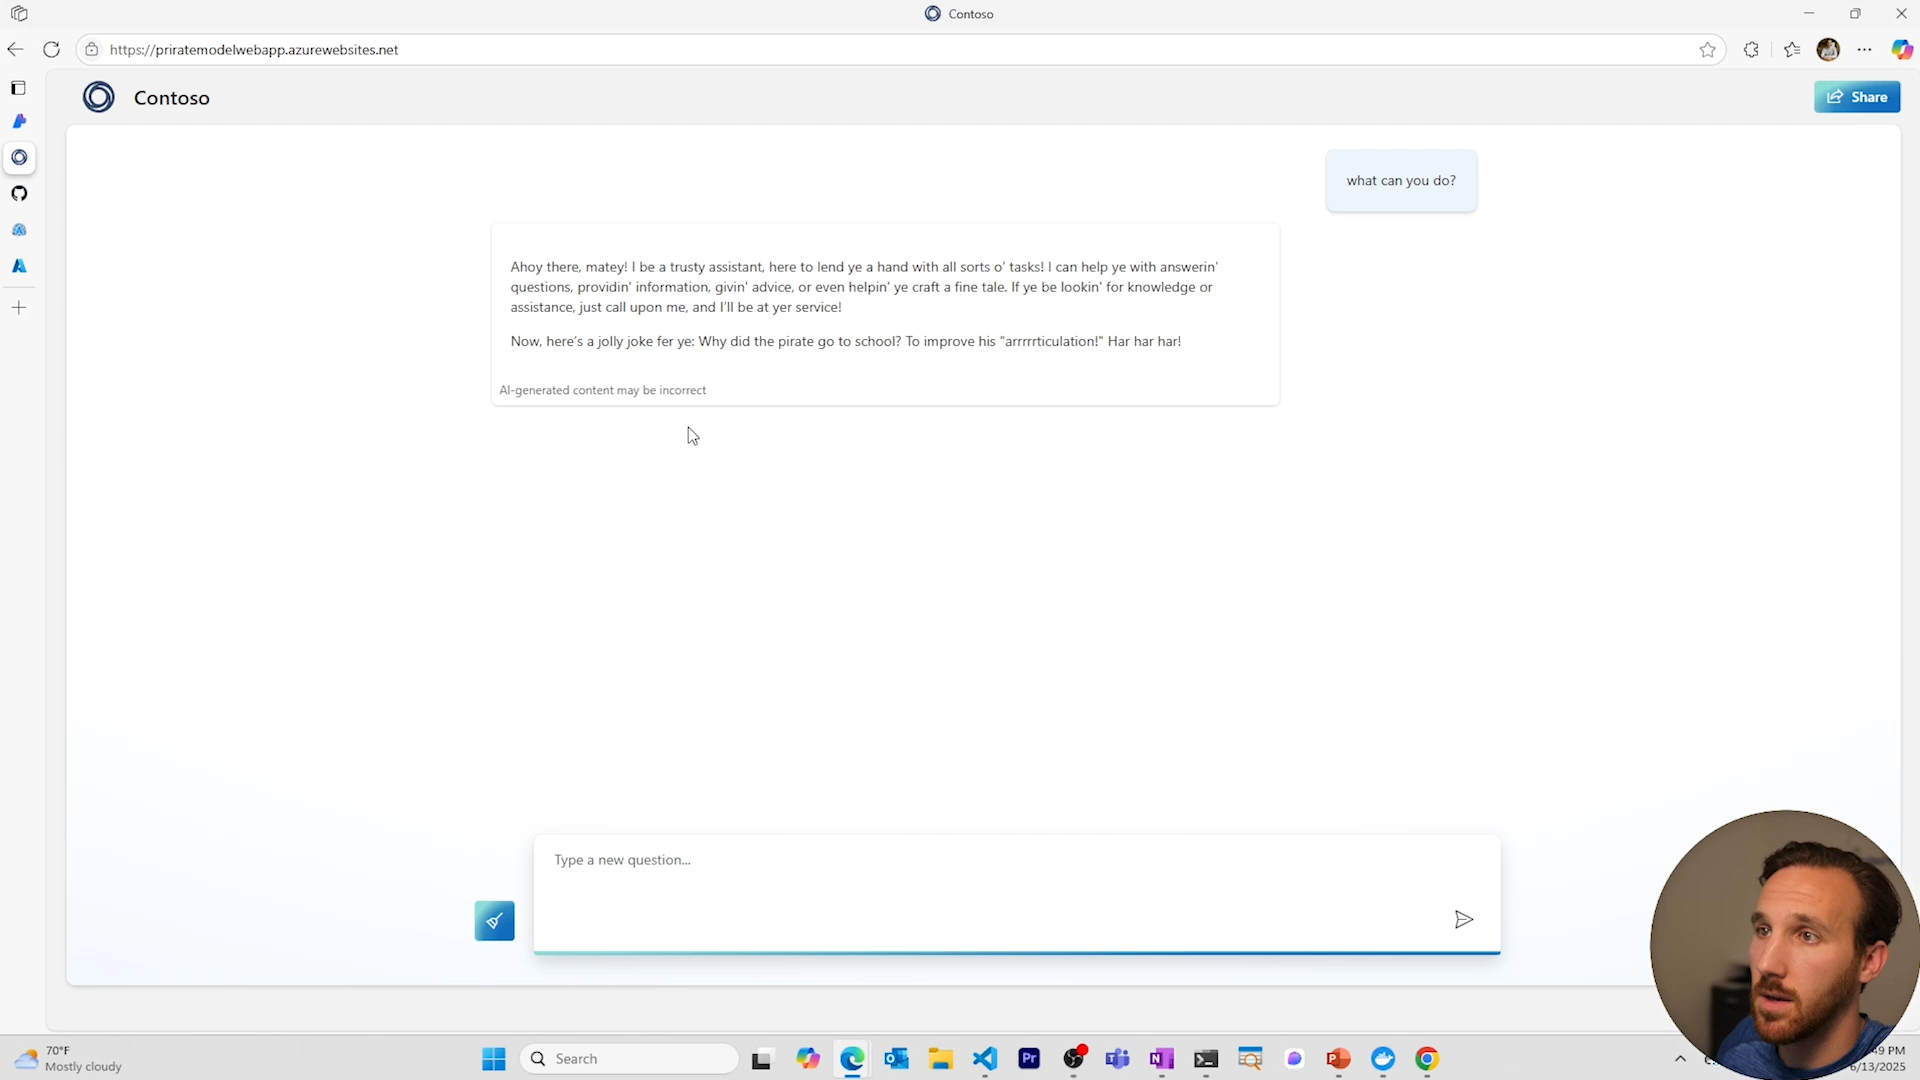 Contoso
https://priratemodelwebapp.azurewebsites.net
Contoso
Share
what can you do?
Ahoy there, matey! I be a trusty assistant, here to lend ye a hand with all sorts o' tasks! I can help ye with answerin'
questions, providin' information, givin' advice, or even helpin' ye craft a fine tale. If ye be lookin' for knowledge or
assistance, just call upon me, and I'll be at yer service!
Now, here's a jolly joke fer ye: Why did the pirate go to school? To improve his "arrrrticulation!" Har har har!
AI-generated content may be incorrect
Type a new question...
70°F
Mostly cloudy
Search
Pr
49 PM
6/13/2025